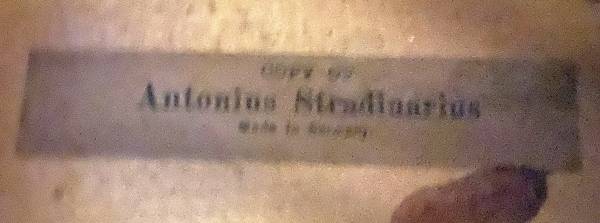 COPY OF
Antonius Stradiuarius
Made in Germany